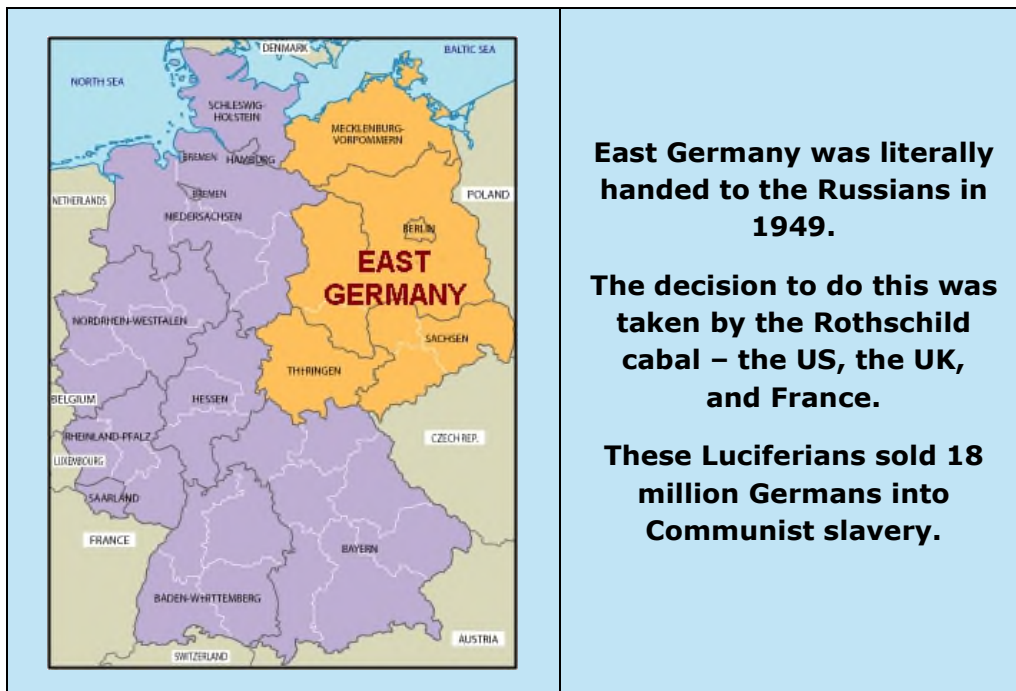 DENMARK
BALTIC SEA
NORTH SEA
SCHLESWIG-
HOLSTEIN
MECKLENBURG-
VORPOMMERN
BREMEN
HAMBURG
NETHERLANDS
BREMEN
POLAND
NIEDERSACHSEN
BERLIN
EAST
GERMANY
NORDRHEIN-WESTFALEN
SACHSEN
THÜRINGEN
HESSEN
BELGIUM
RHEINLAND-PFALZ
CZECH REP.
LUXEMBOURG
SAARLAND
FRANCE
BAYERN
BADEN-W†RTTEMBERG
AUSTRIA
SWITZERLAND
East Germany was literally
handed to the Russians in
1949.
The decision to do this was
taken by the Rothschild
cabal – the US, the UK,
and France.
These Luciferians sold 18
million Germans into
Communist slavery.